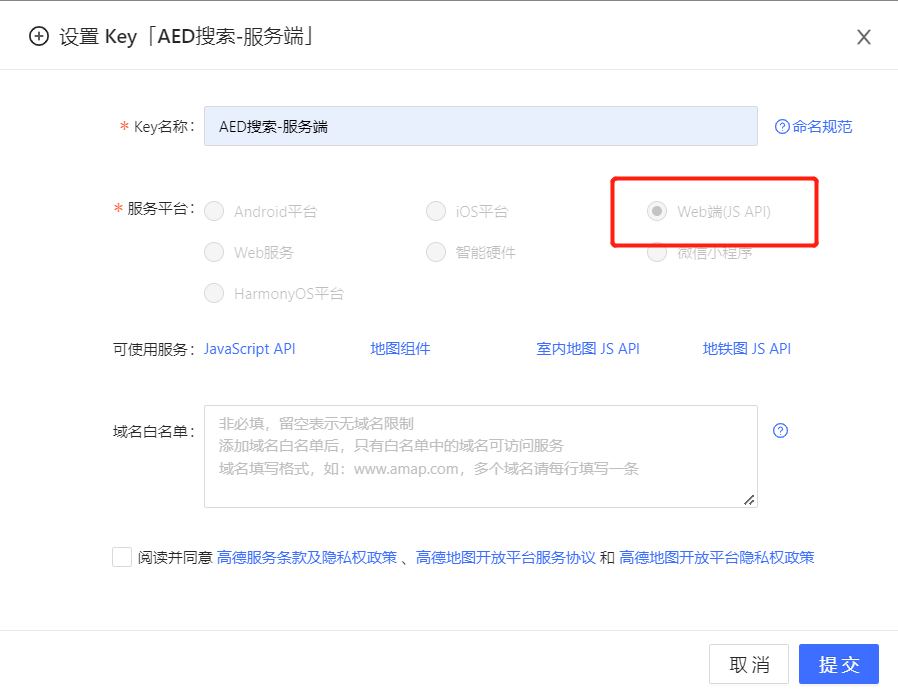 设置 Key「AED搜索-服务端」
* Key名称： AED搜索-服务端 命名规范
* 服务平台： Android平台 iOS平台 Web端(JS API)
Web服务 智能硬件 微信小程序
HarmonyOS平台
可使用服务： JavaScript API 地图组件 室内地图 JS API 地铁图 JS API
域名白名单： 非必填，留空表示无域名限制
添加域名白名单后，只有白名单中的域名可访问服务
域名填写格式，如：www.amap.com，多个域名请每行填写一条
阅读并同意 高德服务条款及隐私权政策 、高德地图开放平台服务协议 和 高德地图开放平台隐私权政策
取 消 提 交